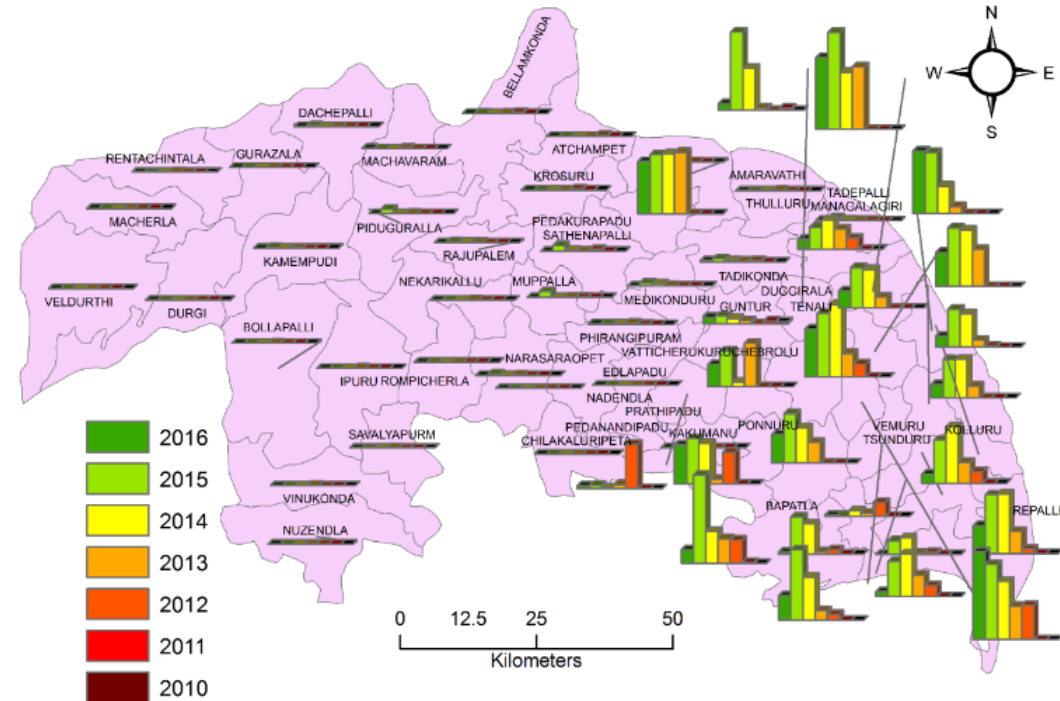 N
W E
S
BELLAMKONDA
DACHEPALLI
MACHAVARAM
ATCHAMPET
RENTACHINTALA
GURAZALA
KROSURU
AMARAVATHI
THULLURU
TADEPALLI
MANAGALAGIRI
MACHERLA
PIDUGURALLA
PEDAKURAPADU
SATHENAPALLI
RAJUPALEM
KAMEMPUDI
TADIKONDA
NEKARIKALLU
MUPPALLA
MEDIKONDURU
DUGGIRALA
GUNTUR
TENALI
VELDURTHI
DURGI
BOLLAPALLI
PHIRANGIPURAM
VATTICHERUKURUCHEBROLU
NARASARAOPET
IPURU
ROMPICHERLA
EDLAPADU
NADENDLA
PRATHIPADU
PEDANANDIPADU
CHILAKALURIPETA
KAKUMANU
PONNURU
VEMURU
TSUNDURU
KOLLURU
SAVALYAPURM
VINUKONDA
NUZENDLA
BAPATLA
REPALLE
2016
2015
2014
2013
2012
2011
2010
0 12.5 25 50
Kilometers